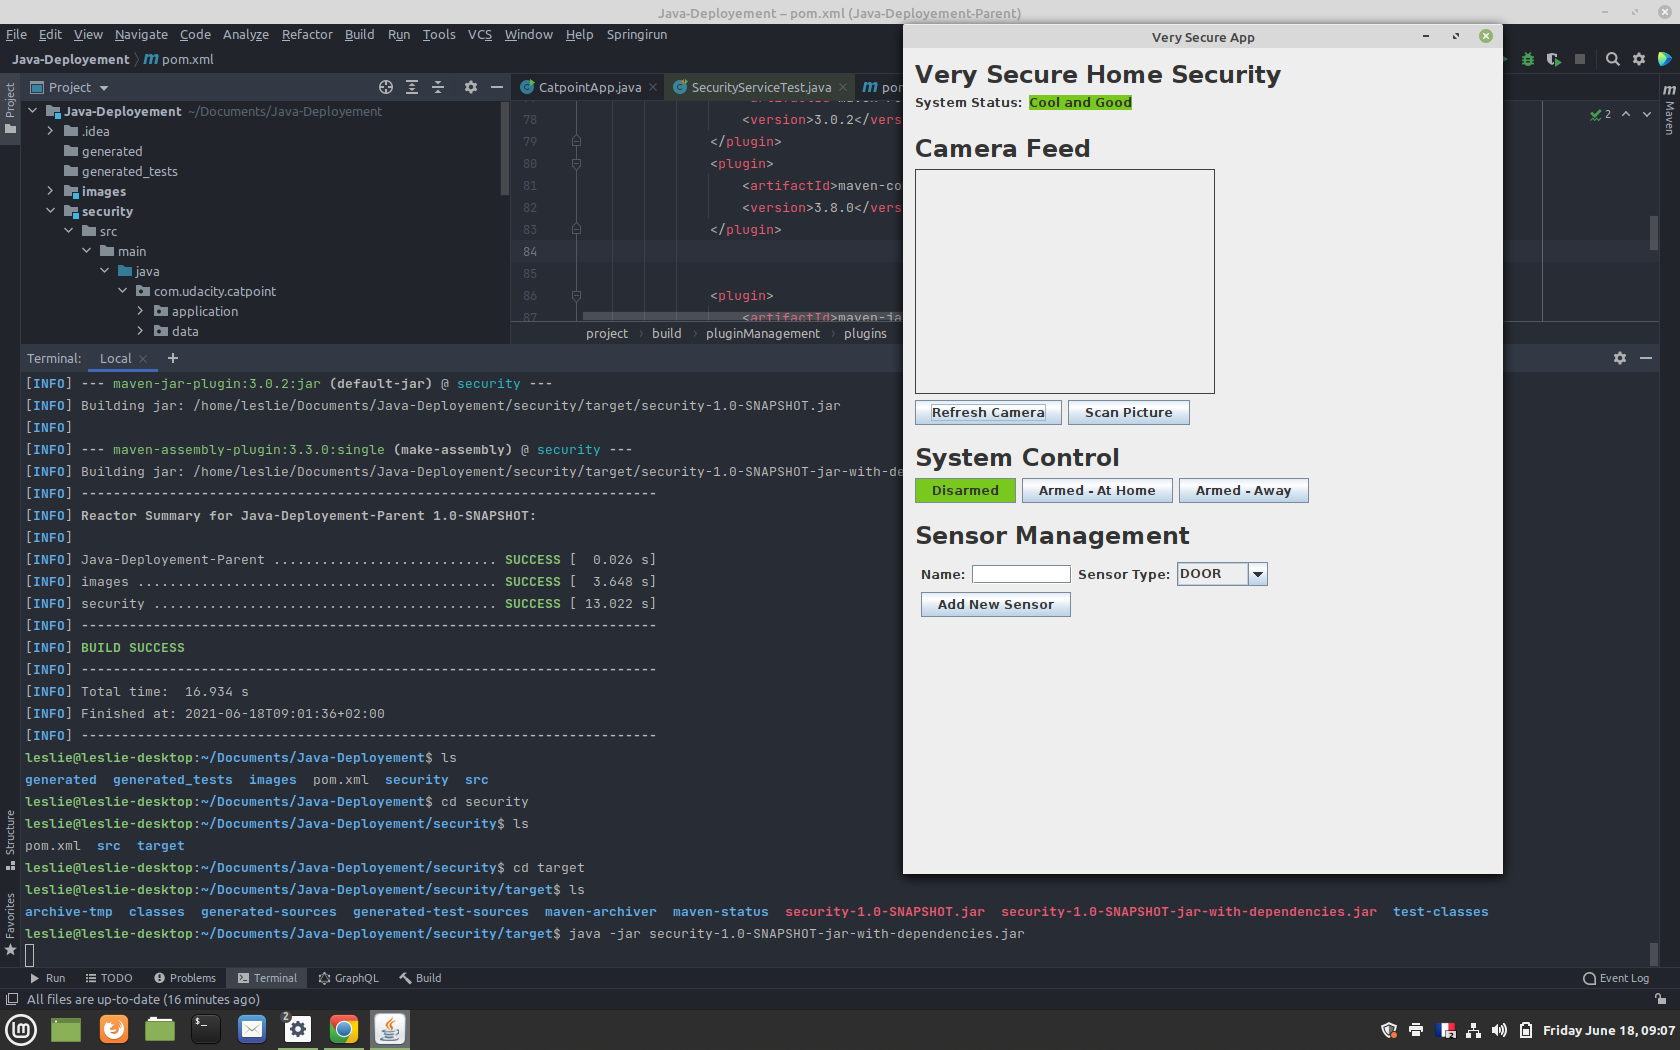 Java-Deployement – pom.xml (Java-Deployement-Parent)
File Edit View Navigate Code Analyze Refactor Build Run Tools VCS Window Help Springirun
Java-Deployement m pom.xml
Project
Project
CatpointApp.java
SecurityServiceTest.java
m
Java-Deployement ~/Documents/Java-Deployement
.idea
generated
generated_tests
images
security
src
main
java
com.udacity.catpoint
application
data
78 <version>3.0.2</vers
79 </plugin>
80 <plugin>
81 <artifactId>maven-co
82 <version>3.8.0</vers
83 </plugin>
84
85
86 <plugin>
87 <artifactId>maven-ja
project build pluginManagement plugins
2
m
Maven
Very Secure App
Very Secure Home Security
System Status: Cool and Good
Camera Feed
Refresh Camera Scan Picture
System Control
Disarmed Armed - At Home Armed - Away
Sensor Management
Name: Sensor Type: DOOR
Add New Sensor
Terminal: Local
[INFO] --- maven-jar-plugin:3.0.2:jar (default-jar) @ security ---
[INFO] Building jar: /home/leslie/Documents/Java-Deployement/security/target/security-1.0-SNAPSHOT.jar
[INFO]
[INFO] --- maven-assembly-plugin:3.3.0:single (make-assembly) @ security ---
[INFO] Building jar: /home/leslie/Documents/Java-Deployement/security/target/security-1.0-SNAPSHOT-jar-with-de
[INFO] ------------------------------------------------------------------------
[INFO] Reactor Summary for Java-Deployement-Parent 1.0-SNAPSHOT:
[INFO]
[INFO] Java-Deployement-Parent ............................ SUCCESS [  0.026 s]
[INFO] images ............................................. SUCCESS [  3.648 s]
[INFO] security ........................................... SUCCESS [ 13.022 s]
[INFO] ------------------------------------------------------------------------
[INFO] BUILD SUCCESS
[INFO] ------------------------------------------------------------------------
[INFO] Total time:  16.934 s
[INFO] Finished at: 2021-06-18T09:01:36+02:00
[INFO] ------------------------------------------------------------------------
leslie@leslie-desktop:~/Documents/Java-Deployement$ ls
generated generated_tests images pom.xml security src
leslie@leslie-desktop:~/Documents/Java-Deployement$ cd security
leslie@leslie-desktop:~/Documents/Java-Deployement/security$ ls
pom.xml src target
leslie@leslie-desktop:~/Documents/Java-Deployement/security$ cd target
leslie@leslie-desktop:~/Documents/Java-Deployement/security/target$ ls
archive-tmp classes generated-sources generated-test-sources maven-archiver maven-status security-1.0-SNAPSHOT.jar security-1.0-SNAPSHOT-jar-with-dependencies.jar test-classes
leslie@leslie-desktop:~/Documents/Java-Deployement/security/target$ java -jar security-1.0-SNAPSHOT-jar-with-dependencies.jar
Structure
Favorites
Run TODO Problems Terminal GraphQL Build Event Log
All files are up-to-date (16 minutes ago)
2
2
Friday June 18, 09:07